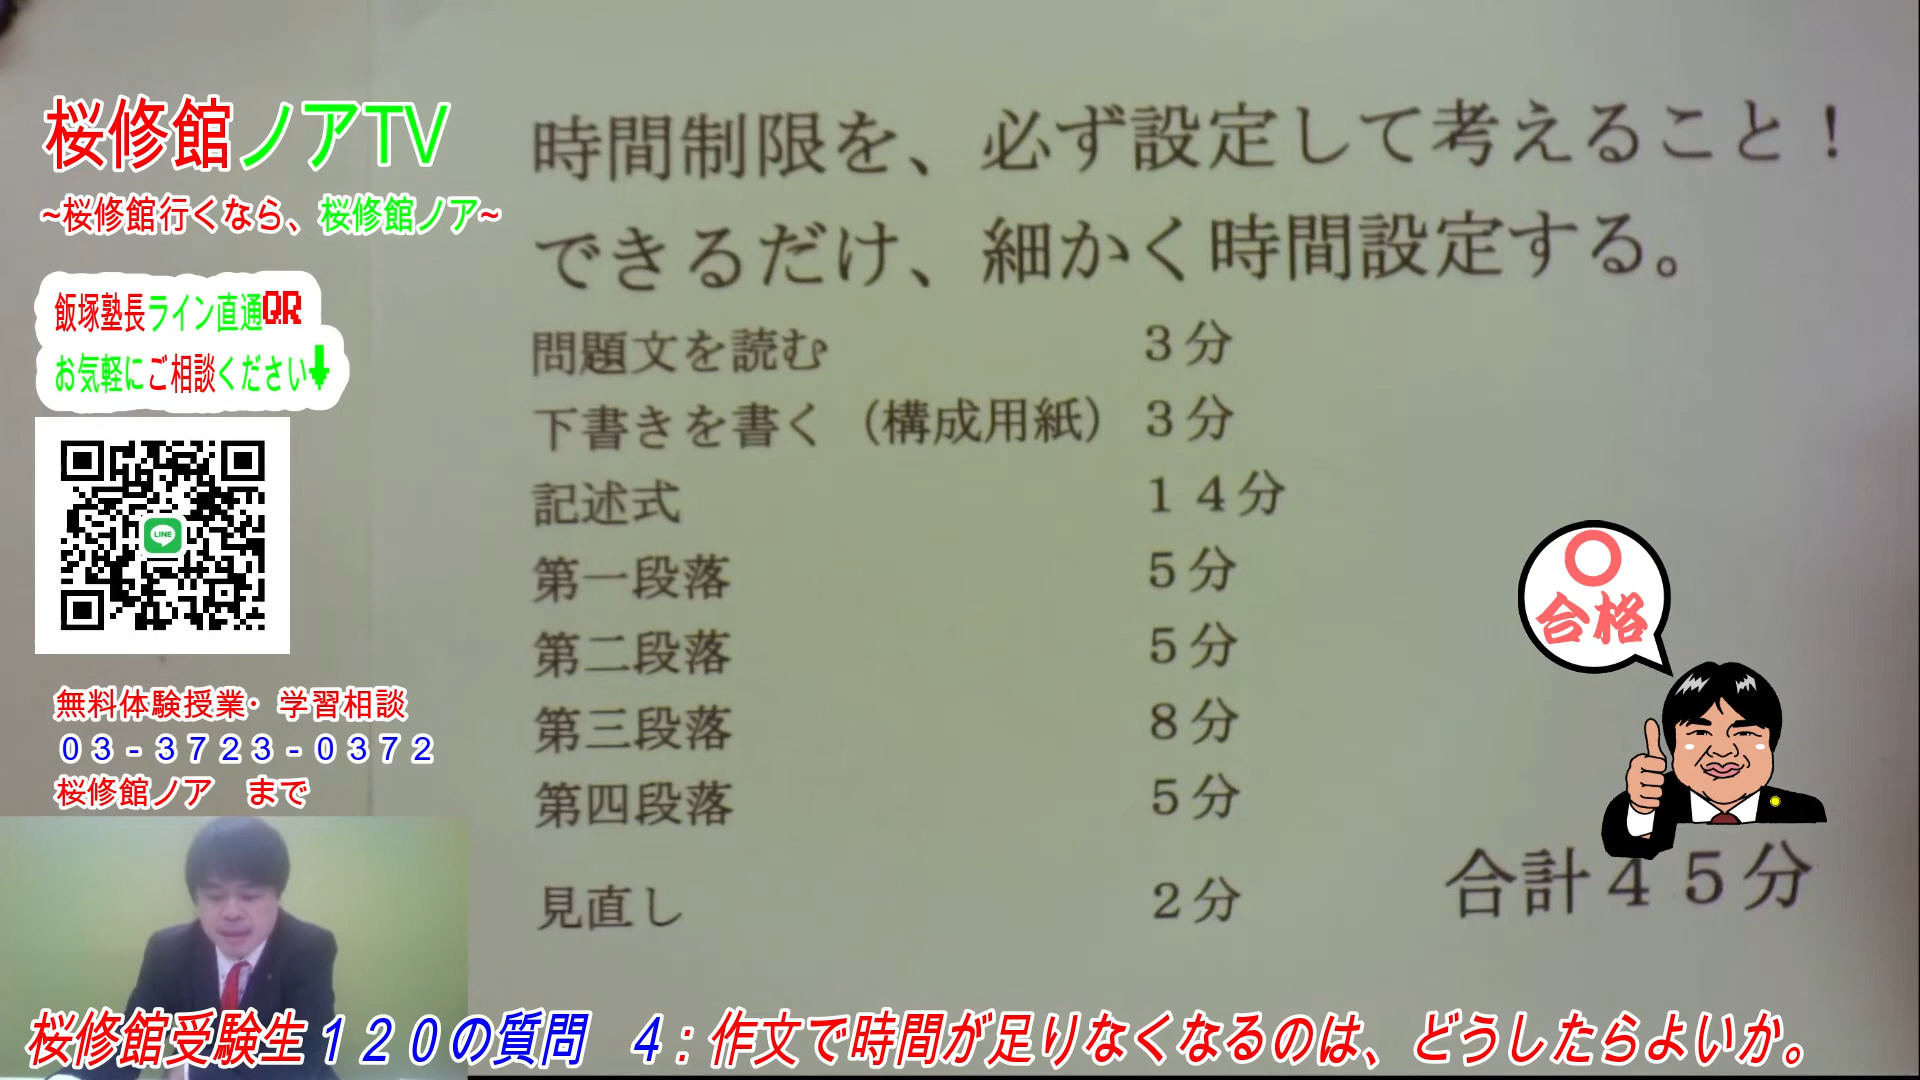 桜修館ノアTV
~桜修館行くなら、桜修館ノア~
飯塚塾長ライン直通QR
お気軽にご相談ください↓
LINE
無料体験授業・学習相談
03-3723-0372
桜修館ノア　まで
時間制限を、必ず設定して考えること！
できるだけ、細かく時間設定する。
問題文を読む　3分
下書きを書く（構成用紙）　3分
記述式　14分
第一段落　5分
第二段落　5分
第三段落　8分
第四段落　5分
見直し　2分
合計45分
〇
合格
桜修館受験生120の質問　4：作文で時間が足りなくなるのは、どうしたらよいか。